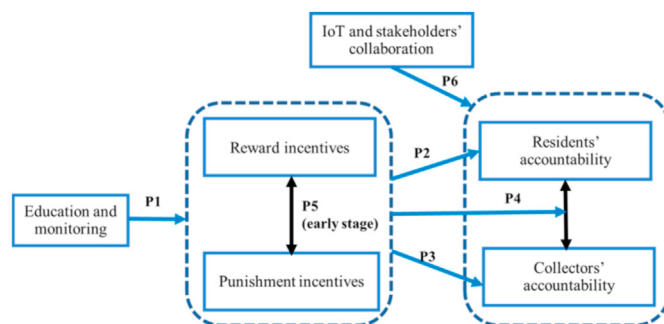 IoT and stakeholders'
collaboration
P6
Reward incentives
P2
Residents'
accountability
P1
Education and
monitoring
P5
(early stage)
P4
P3
Punishment incentives
Collectors'
accountability